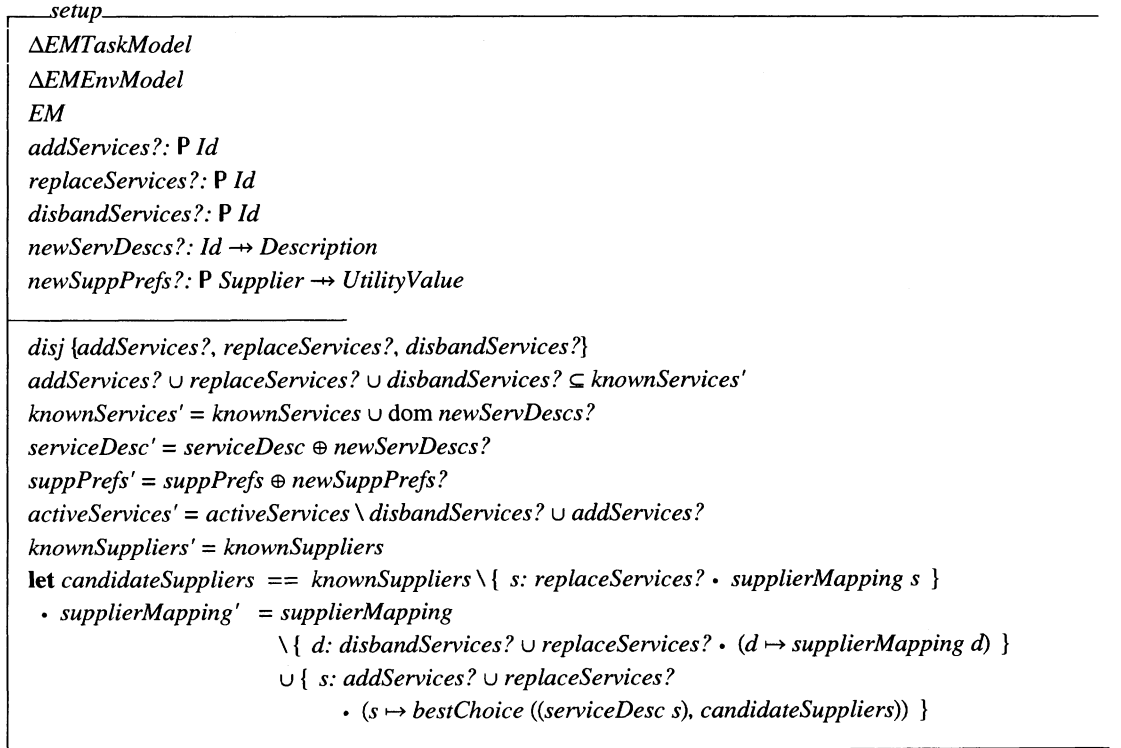 setup
ΔEMTaskModel
ΔEMEnvModel
EM
addServices?: ℙ Id
replaceServices?: ℙ Id
disbandServices?: ℙ Id
newServDescs?: Id ⇸ Description
newSuppPrefs?: ℙ Supplier ⇸ UtilityValue
disj {addServices?, replaceServices?, disbandServices?}
addServices? ∪ replaceServices? ∪ disbandServices? ⊆ knownServices'
knownServices' = knownServices ∪ dom newServDescs?
serviceDesc' = serviceDesc ⊕ newServDescs?
suppPrefs' = suppPrefs ⊕ newSuppPrefs?
activeServices' = activeServices \ disbandServices? ∪ addServices?
knownSuppliers' = knownSuppliers
let candidateSuppliers == knownSuppliers \ { s: replaceServices? • supplierMapping s }
• supplierMapping' = supplierMapping
\ { d: disbandServices? ∪ replaceServices? • (d ↦ supplierMapping d) }
∪ { s: addServices? ∪ replaceServices?
• (s ↦ bestChoice ((serviceDesc s), candidateSuppliers)) }